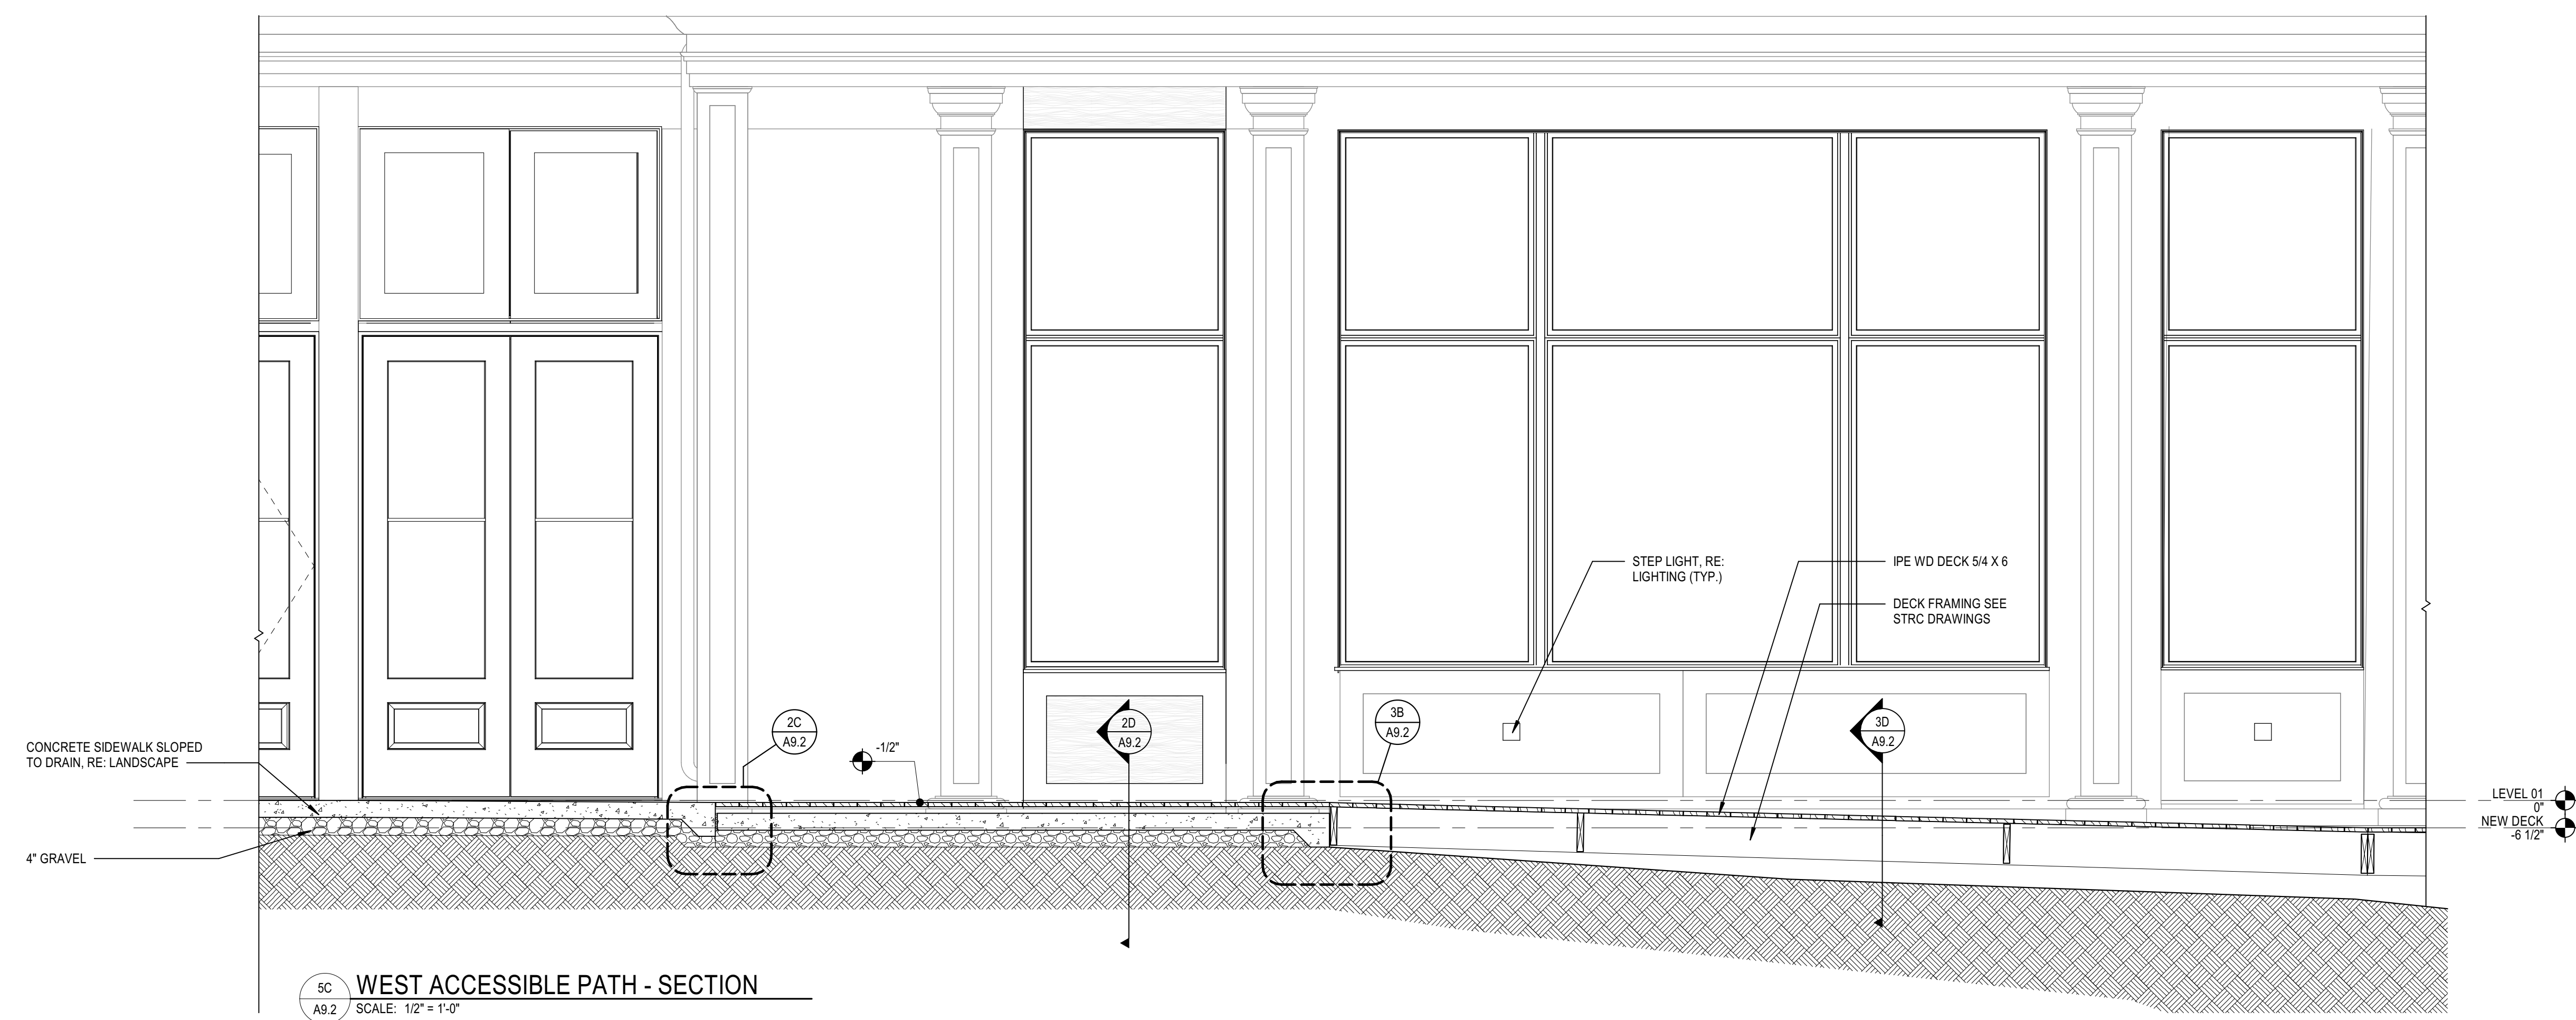 STEP LIGHT, RE:
LIGHTING (TYP.)
IPE WD DECK 5/4 X 6
DECK FRAMING SEE
STRC DRAWINGS
2C
A9.2
-1/2"
2D
A9.2
3B
A9.2
3D
A9.2
CONCRETE SIDEWALK SLOPED
TO DRAIN, RE: LANDSCAPE
4" GRAVEL
LEVEL 01
0"
NEW DECK
-6 1/2"
5C
A9.2
WEST ACCESSIBLE PATH - SECTION
SCALE: 1/2" = 1'-0"